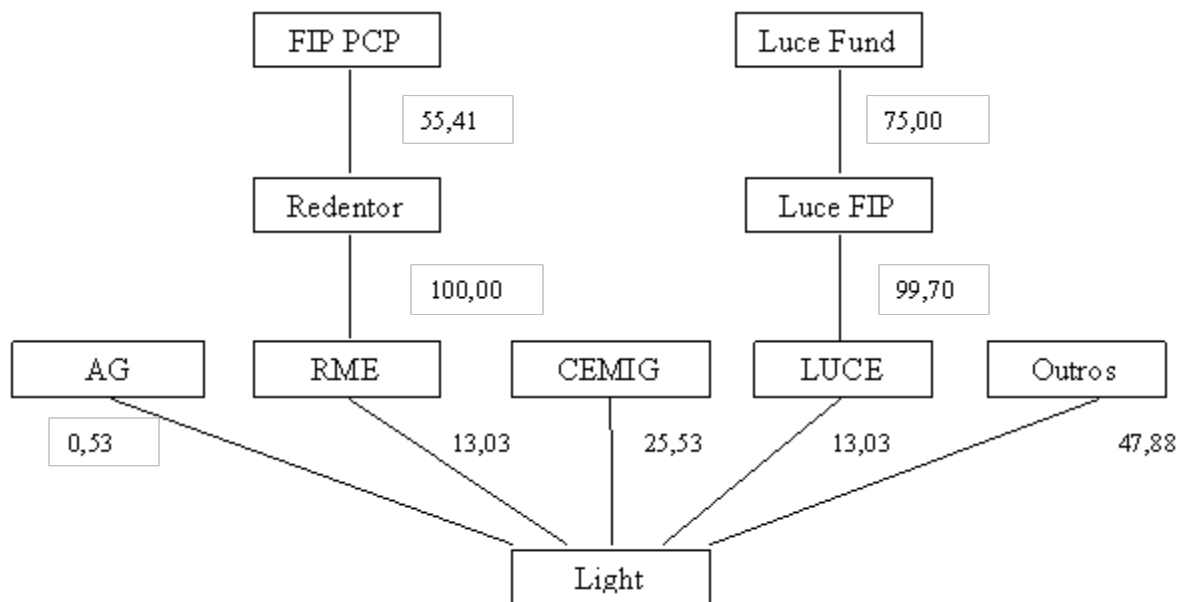 FIP PCP
Luce Fund
55,41
75,00
Redentor
Luce FIP
100,00
99,70
AG
RME
CEMIG
LUCE
Outros
0,53
13,03
25,53
13,03
47,88
Light